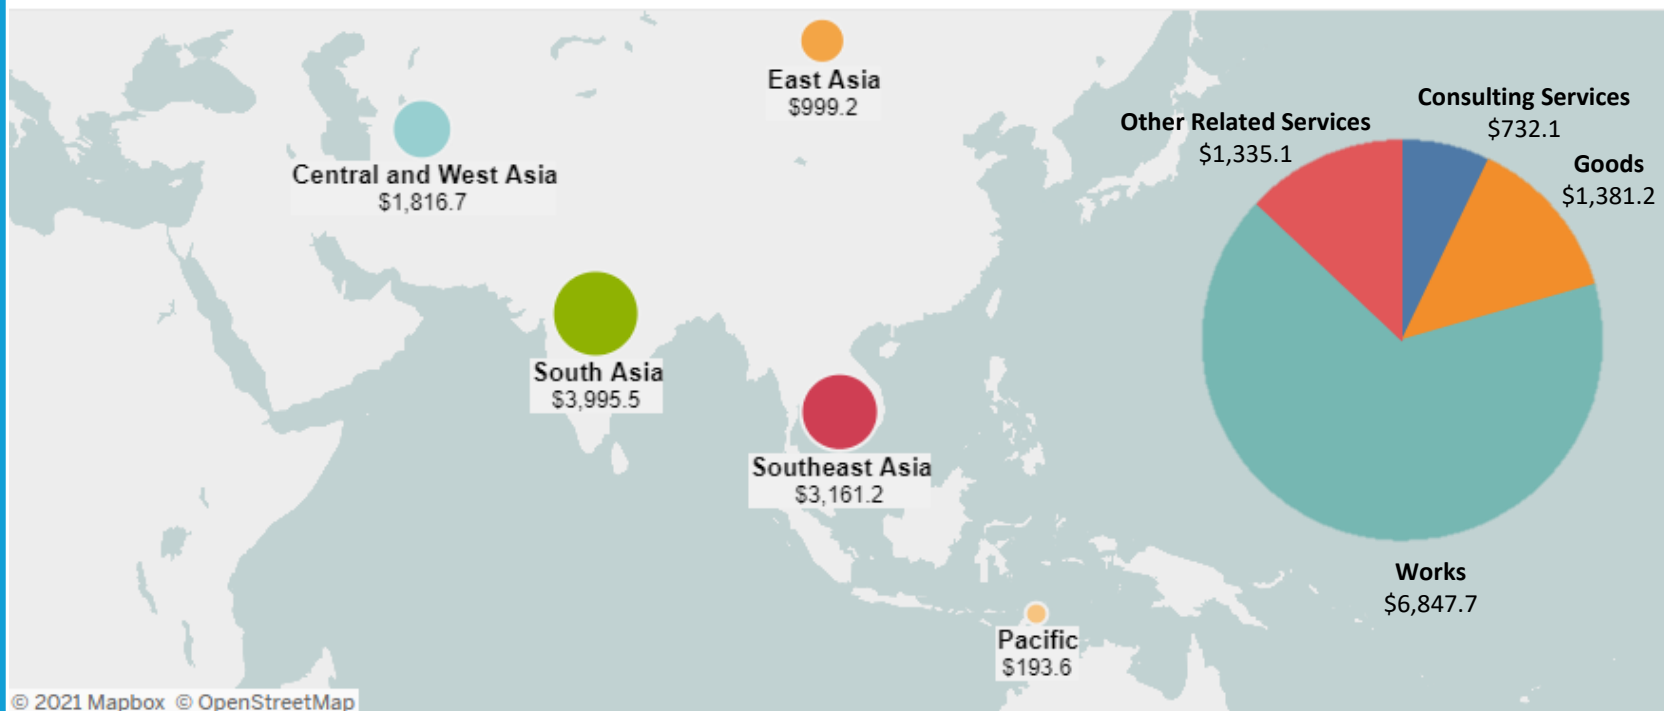 East Asia
$999.2
Central and West Asia
$1,816.7
South Asia
$3,995.5
Southeast Asia
$3,161.2
Pacific
$193.6
Other Related Services
$1,335.1
Consulting Services
$732.1
Goods
$1,381.2
Works
$6,847.7
© 2021 Mapbox © OpenStreetMap